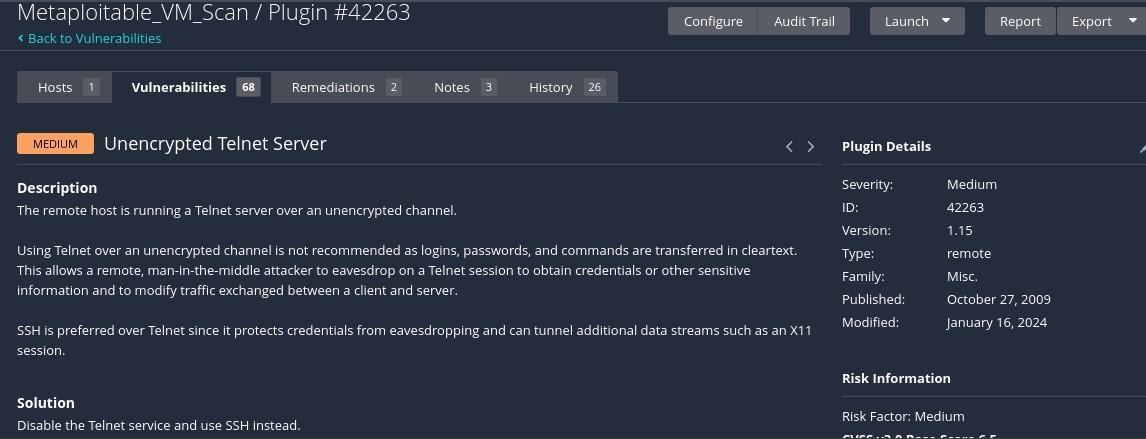 Metaploitable_VM_Scan / Plugin #42263
Configure Audit Trail Launch Report Export
Back to Vulnerabilities
Hosts 1 Vulnerabilities 68 Remediations 2 Notes 3 History 26
MEDIUM Unencrypted Telnet Server
Description
The remote host is running a Telnet server over an unencrypted channel.
Using Telnet over an unencrypted channel is not recommended as logins, passwords, and commands are transferred in cleartext.
This allows a remote, man-in-the-middle attacker to eavesdrop on a Telnet session to obtain credentials or other sensitive
information and to modify traffic exchanged between a client and server.
SSH is preferred over Telnet since it protects credentials from eavesdropping and can tunnel additional data streams such as an X11
session.
Solution
Disable the Telnet service and use SSH instead.
Plugin Details
Severity: Medium
ID: 42263
Version: 1.15
Type: remote
Family: Misc.
Published: October 27, 2009
Modified: January 16, 2024
Risk Information
Risk Factor: Medium
CVSS v3.0 Base Score 6.5